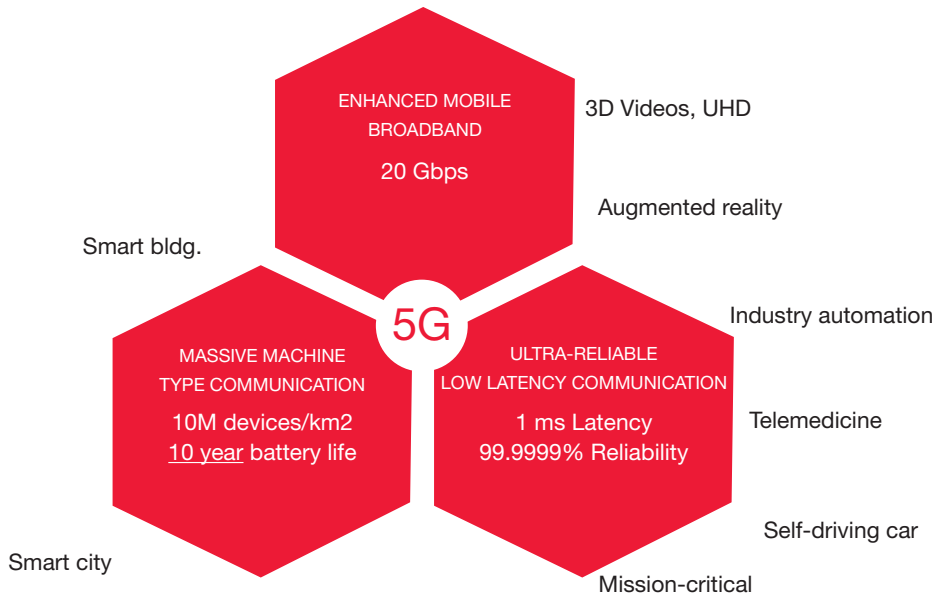 ENHANCED MOBILE
BROADBAND
20 Gbps
3D Videos, UHD
Augmented reality
Smart bldg.
5G
MASSIVE MACHINE
TYPE COMMUNICATION
10M devices/km2
10 year battery life
ULTRA-RELIABLE
LOW LATENCY COMMUNICATION
1 ms Latency
99.9999% Reliability
Industry automation
Telemedicine
Self-driving car
Smart city
Mission-critical